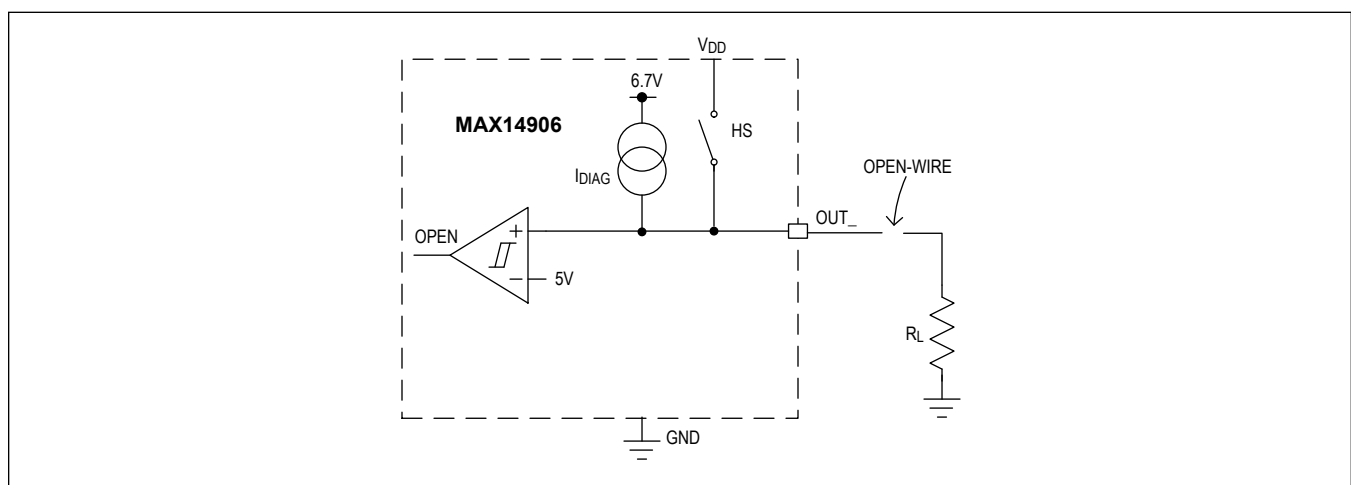 VDD
6.7V
MAX14906
HS
IDIAG
OPEN-WIRE
OUT_
OPEN
+
−
5V
RL
GND